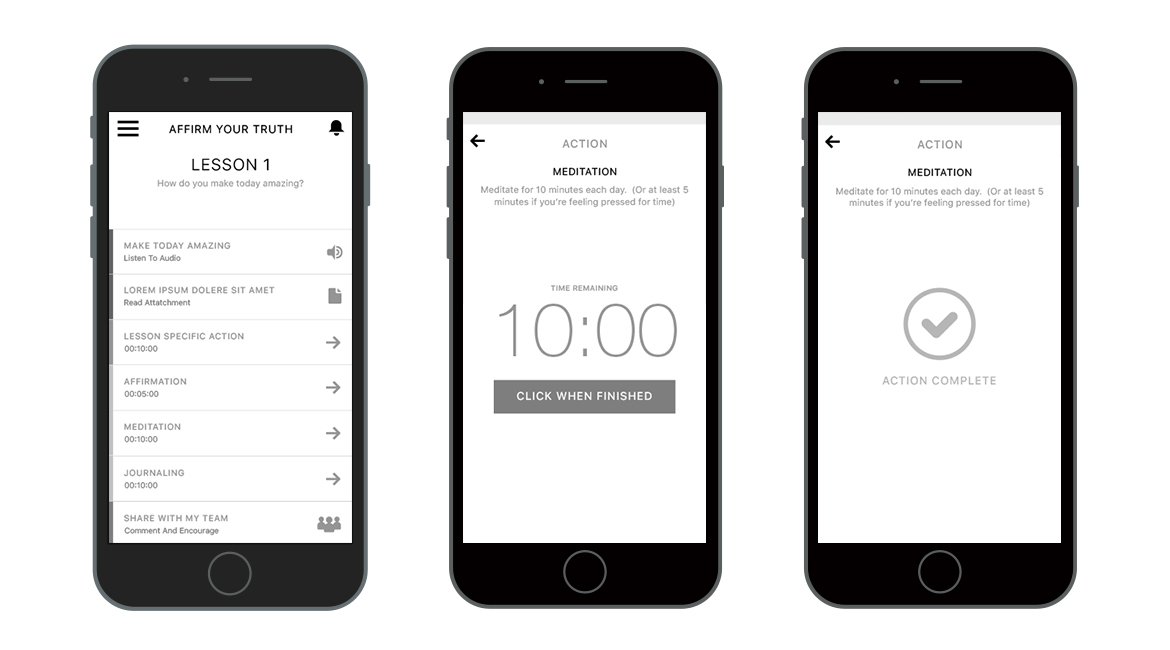 AFFIRM YOUR TRUTH
LESSON 1
How do you make today amazing?
MAKE TODAY AMAZING
Listen To Audio
LOREM IPSUM DOLERE SIT AMET
Read Attatchment
LESSON SPECIFIC ACTION
00:10:00
AFFIRMATION
00:05:00
MEDITATION
00:10:00
JOURNALING
00:10:00
SHARE WITH MY TEAM
Comment And Encourage
ACTION
MEDITATION
Meditate for 10 minutes each day. (Or at least 5
minutes if you're feeling pressed for time)
TIME REMAINING
10:00
CLICK WHEN FINISHED
ACTION
MEDITATION
Meditate for 10 minutes each day. (Or at least 5
minutes if you're feeling pressed for time)
ACTION COMPLETE